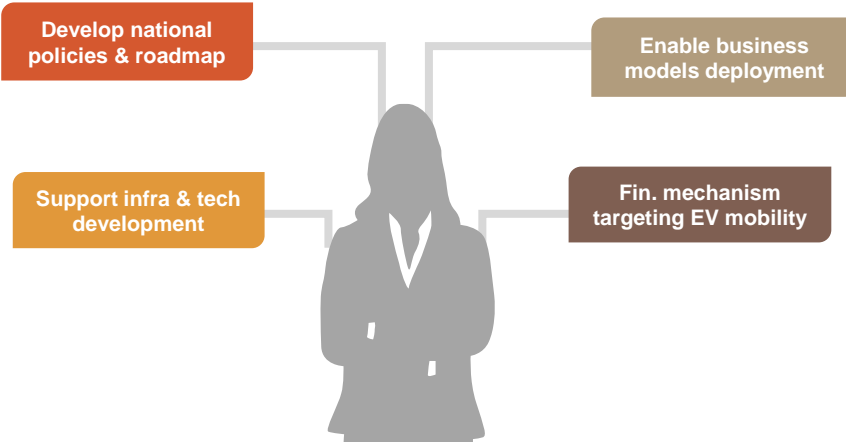 Develop national
policies & roadmap
Enable business
models deployment
Support infra & tech
development
Fin. mechanism
targeting EV mobility